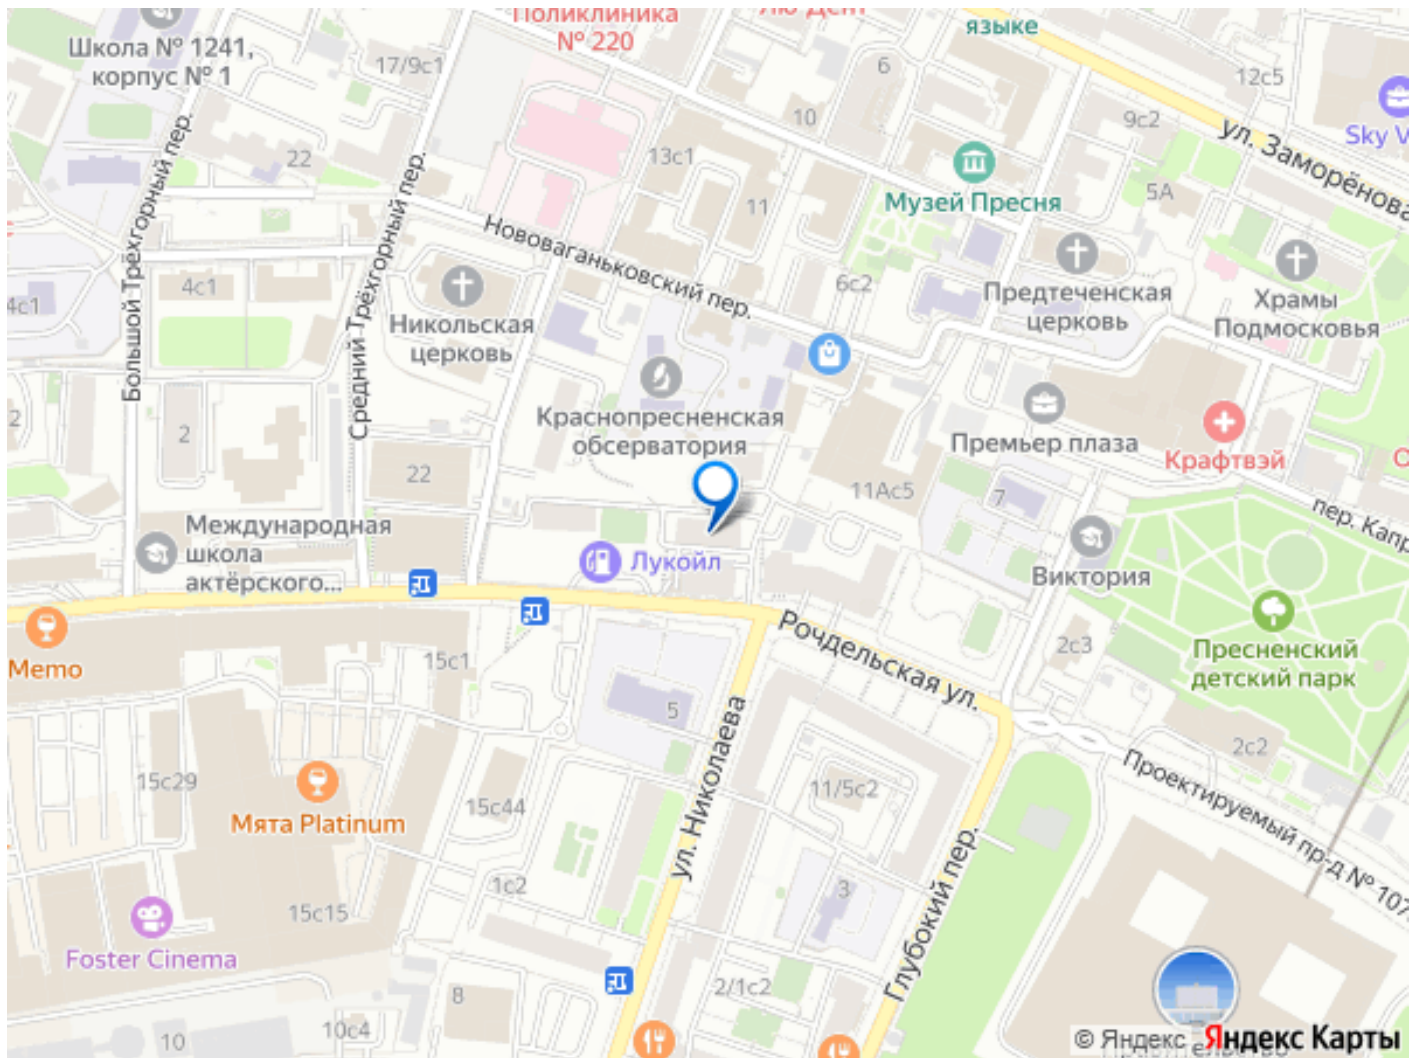 Поликлиника
№ 220
языке
Школа № 1241,
корпус № 1
17/9с1
6
12с5
Sky V
10
9с2
ул. Заморёнова
22
13с1
Музей Пресня
5А
11
Большой Трёхгорный пер.
Средний Трёхгорный пер.
Нововаганьковский пер.
4с1
4с1
6с2
Предтеченская
церковь
Храмы
Подмосковья
Никольская
церковь
Краснопресненская
обсерватория
Премьер плаза
Крафтвэй
2
2
22
11Ас5
7
пер. Капр
Международная
школа
актёрского...
Лукойл
Виктория
Memo
15с1
Рочдельская ул.
2с3
Пресненский
детский парк
5
ул. Николаева
2с2
15с29
15с44
11/5с2
Проектируемый пр-д № 107
Мята Platinum
1с2
3
Глубокий пер.
15с15
Foster Cinema
8
2/1с2
10с4
10
© Яндекс Яндекс Карты